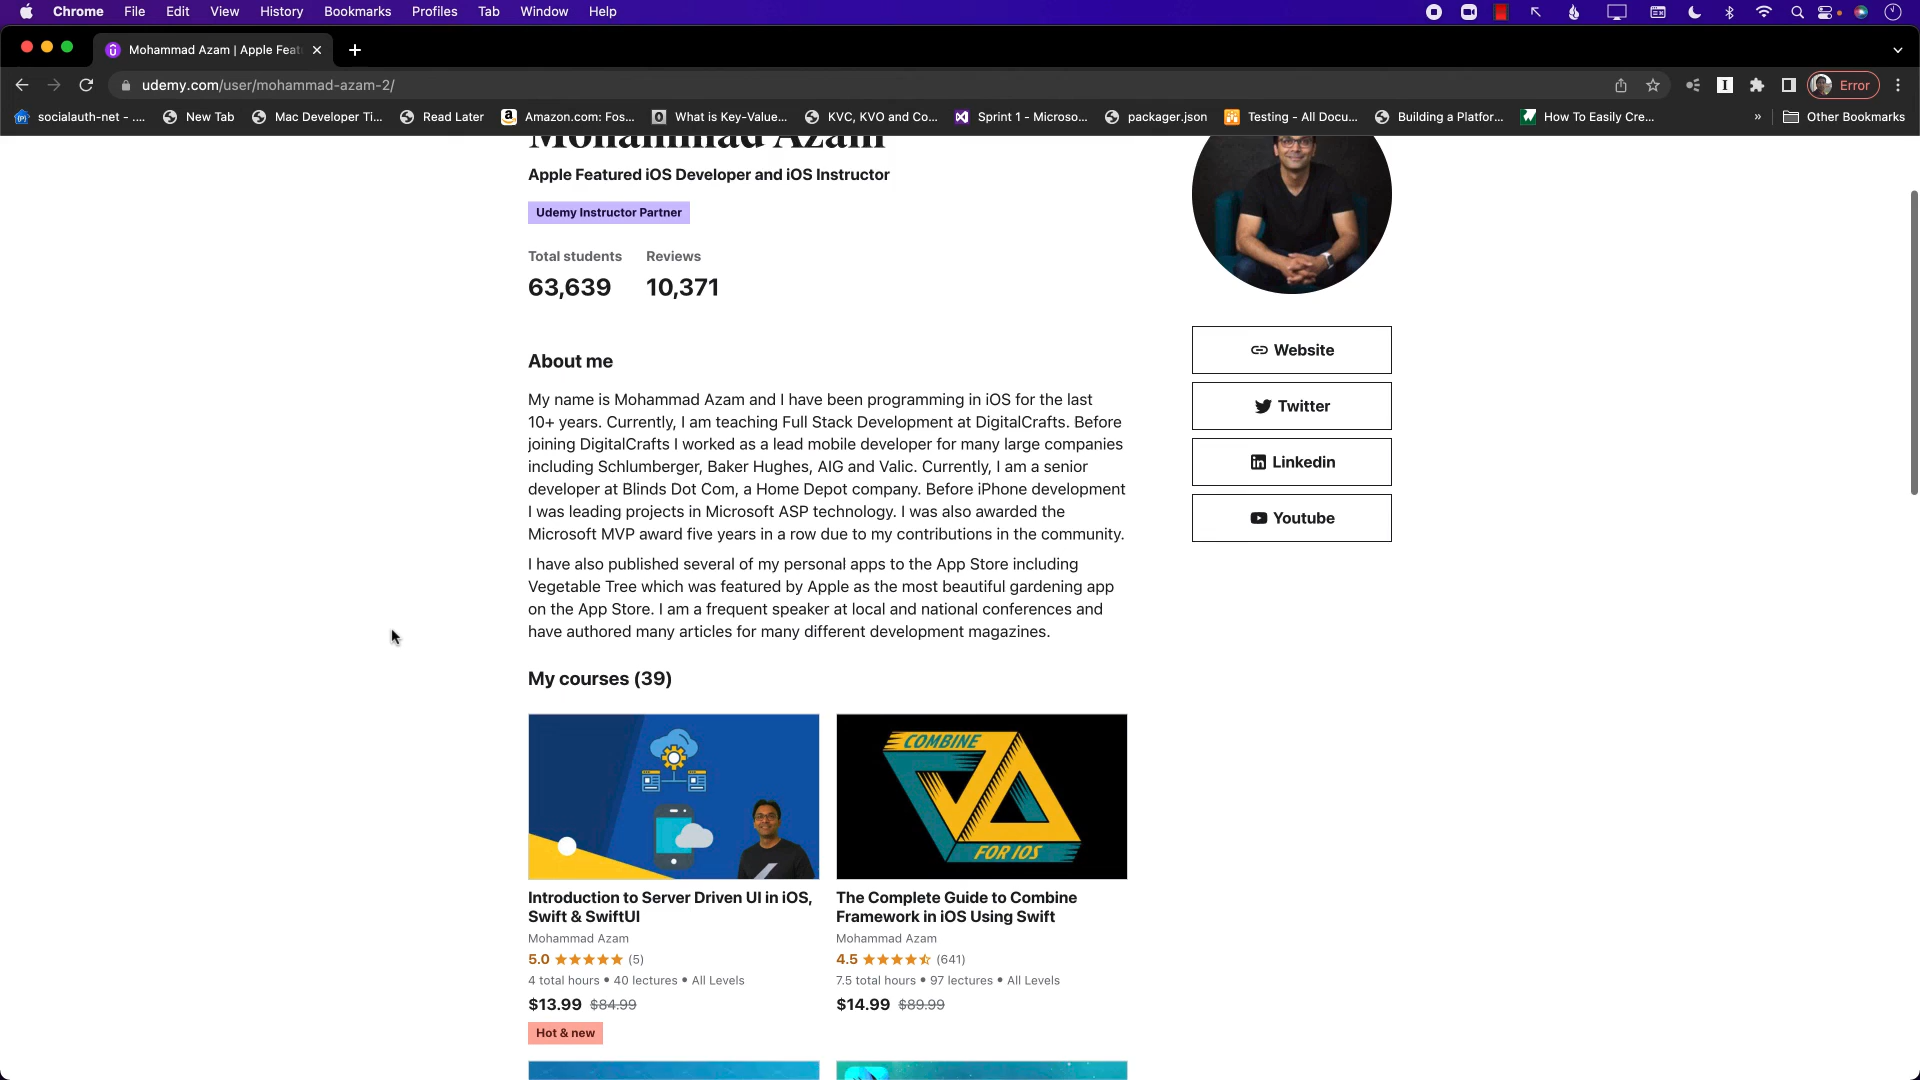 Chrome File Edit View History Bookmarks Profiles Tab Window Help
Mohammad Azam | Apple Feat
udemy.com/user/mohammad-azam-2/
Error
socialauth-net - .... New Tab Mac Developer Ti... Read Later Amazon.com: Fos... What is Key-Value... KVC, KVO and Co... Sprint 1 - Microso... packager.json Testing - All Docu... Building a Platfor... How To Easily Cre... » Other Bookmarks
Mohammad Azam
Apple Featured iOS Developer and iOS Instructor
Udemy Instructor Partner
Total students Reviews
63,639 10,371
About me
My name is Mohammad Azam and I have been programming in iOS for the last
10+ years. Currently, I am teaching Full Stack Development at DigitalCrafts. Before
joining DigitalCrafts I worked as a lead mobile developer for many large companies
including Schlumberger, Baker Hughes, AIG and Valic. Currently, I am a senior
developer at Blinds Dot Com, a Home Depot company. Before iPhone development
I was leading projects in Microsoft ASP technology. I was also awarded the
Microsoft MVP award five years in a row due to my contributions in the community.
I have also published several of my personal apps to the App Store including
Vegetable Tree which was featured by Apple as the most beautiful gardening app
on the App Store. I am a frequent speaker at local and national conferences and
have authored many articles for many different development magazines.
Website
Twitter
Linkedin
Youtube
My courses (39)
COMBINE
FOR IOS
Introduction to Server Driven UI in iOS,
Swift & SwiftUI
Mohammad Azam
5.0 (5)
4 total hours • 40 lectures • All Levels
$13.99 $84.99
Hot & new
The Complete Guide to Combine
Framework in iOS Using Swift
Mohammad Azam
4.5 (641)
7.5 total hours • 97 lectures • All Levels
$14.99 $89.99